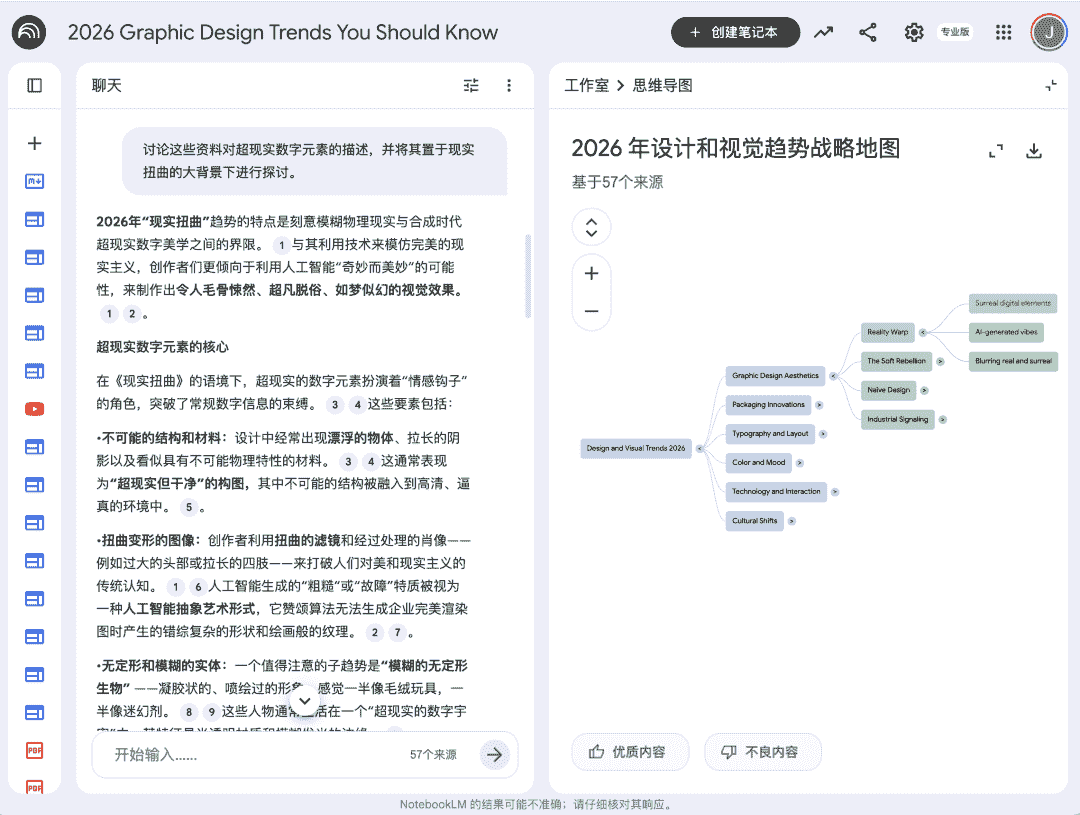 2026 Graphic Design Trends You Should Know
+ 创建笔记本
专业版
J
聊天
讨论这些资料对超现实数字元素的描述，并将其置于现实
扭曲的大背景下进行探讨。
2026年“现实扭曲”趋势的特点是刻意模糊物理现实与合成时代
超现实数字美学之间的界限。 1 与其利用技术来模仿完美的现
实主义，创作者们更倾向于利用人工智能“奇妙而美妙”的可能
性，来制作出令人毛骨悚然、超凡脱俗、如梦似幻的视觉效果。
1 2 。
超现实数字元素的核心
在《现实扭曲》的语境下，超现实的数字元素扮演着“情感钩子”
的角色，突破了常规数字信息的束缚。 3 4 这些要素包括：
•不可能的结构和材料：设计中经常出现漂浮的物体、拉长的阴
影以及看似具有不可能物理特性的材料。 3 4 这通常表现
为“超现实但干净”的构图，其中不可能的结构被融入到高清、逼
真的环境中。 5 。
•扭曲变形的图像：创作者利用扭曲的滤镜和经过处理的肖像——
例如过大的头部或拉长的四肢——来打破人们对美和现实主义的
传统认知。 1 6 人工智能生成的“粗糙”或“故障”特质被视为
一种人工智能抽象艺术形式，它赞颂算法无法生成企业完美渲染
图时产生的错综复杂的形状和绘画般的纹理。 2 7 。
•无定形和模糊的实体：一个值得注意的子趋势是“模糊的无定形
生物” ——凝胶状的、喷绘过的形象，感觉一半像毛绒玩具，一
半像迷幻剂。 8 9 这些人物通常生活在一个“超现实的数字宇
开始输入......
57个来源
工作室 > 思维导图
2026 年设计和视觉趋势战略地图
基于57个来源
Design and Visual Trends 2026
Graphic Design Aesthetics
Packaging Innovations
Typography and Layout
Color and Mood
Technology and Interaction
Cultural Shifts
Reality Warp
The Soft Rebellion
Naive Design
Industrial Signaling
Surreal digital elements
AI-generated vibes
Blurring real and surreal
优质内容
不良内容
M
PDF
PDF
NotebookLM 的结果可能不准确；请仔细核对其响应。